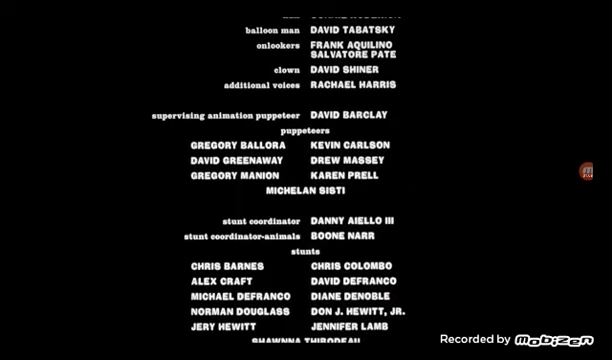 balloon man DAVID TABATSKY
onlookers FRANK AQUILINO
SALVATORE PATE
clown DAVID SHINER
additional voices RACHAEL HARRIS
supervising animation puppeteer DAVID BARCLAY
puppeteers
GREGORY BALLORA KEVIN CARLSON
DAVID GREENAWAY DREW MASSEY
GREGORY MANION KAREN PRELL
MICHELAN SISTI
stunt coordinator DANNY AIELLO III
stunt coordinator-animals BOONE NARR
stunts
CHRIS BARNES CHRIS COLOMBO
ALEX CRAFT DAVID DEFRANCO
MICHAEL DEFRANCO DIANE DENOBLE
NORMAN DOUGLASS DON J. HEWITT, JR.
JERY HEWITT JENNIFER LAMB
SHAWNNA THIBODEAU
Recorded by MOBIZEN